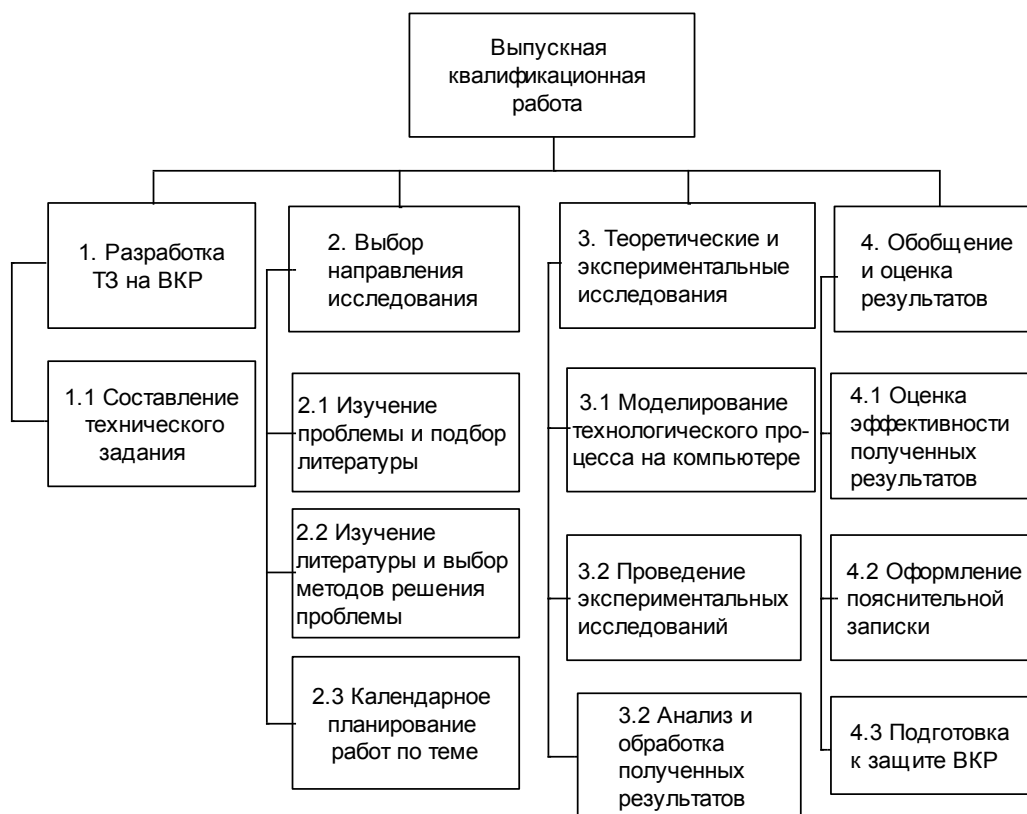 Выпускная
квалификационная
работа
1. Разработка
ТЗ на ВКР
1.1 Составление
технического
задания
2. Выбор
направления
исследования
2.1 Изучение
проблемы и подбор
литературы
2.2 Изучение
литературы и выбор
методов решения
проблемы
2.3 Календарное
планирование
работ по теме
3. Теоретические и
экспериментальные
исследования
3.1 Моделирование
технологического про-
цесса на компьютере
3.2 Проведение
экспериментальных
исследований
3.2 Анализ и
обработка
полученных
результатов
4. Обобщение
и оценка
результатов
4.1 Оценка
эффективности
полученных
результатов
4.2 Оформление
пояснительной
записки
4.3 Подготовка
к защите ВКР